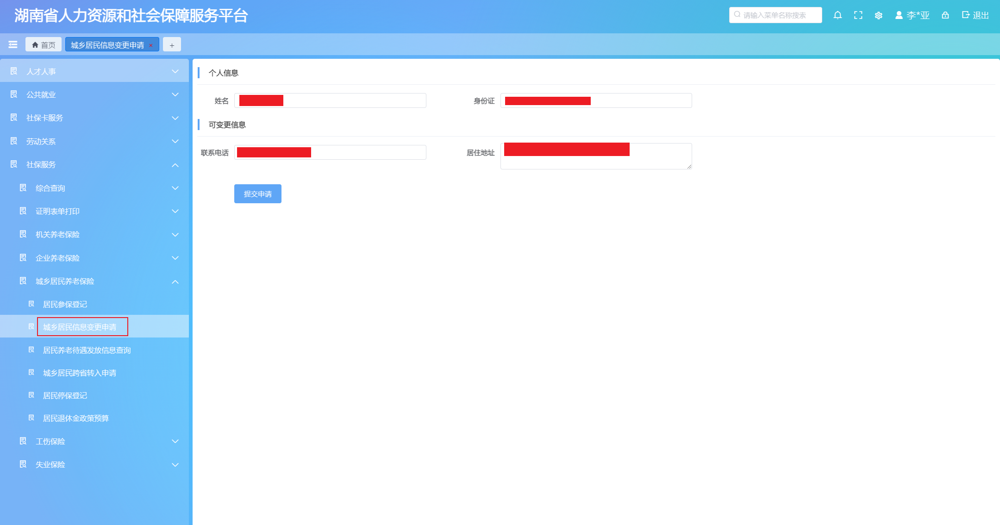 湖南省人力资源和社会保障服务平台
请输入菜单名称搜索
李*亚
退出
首页
城乡居民信息变更申请 ×
+
人才人事
公共就业
社保卡服务
劳动关系
社保服务
综合查询
证明表单打印
机关养老保险
企业养老保险
城乡居民养老保险
居民参保登记
城乡居民信息变更申请
居民养老待遇发放信息查询
城乡居民跨省转入申请
居民停保登记
居民退休金政策预算
工伤保险
失业保险
个人信息
姓名
身份证
可变更信息
联系电话
居住地址
提交申请